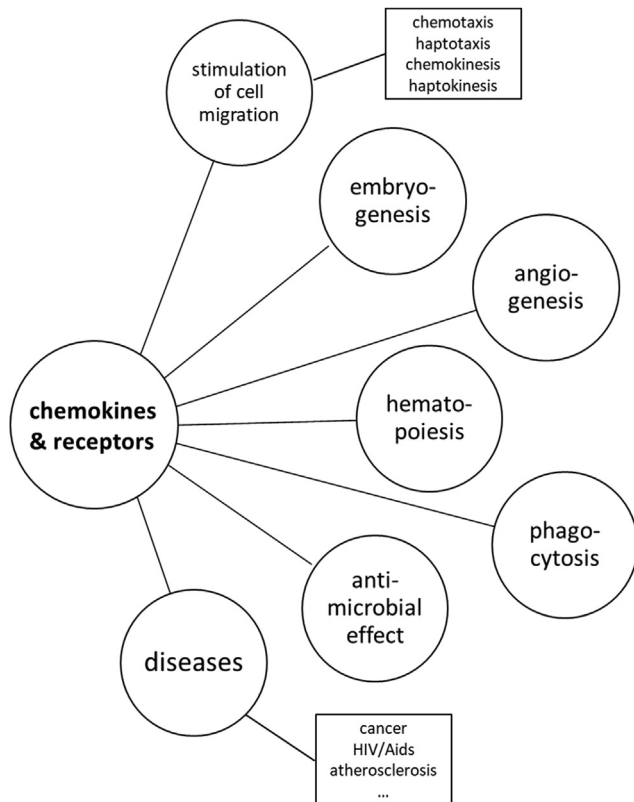 stimulation
of cell
migration
chemotaxis
haptotaxis
chemokinesis
haptokinesis
embryo-
genesis
angio-
genesis
chemokines
& receptors
hemato-
poiesis
phago-
cytosis
anti-
microbial
effect
diseases
cancer
HIV/Aids
atherosclerosis
...